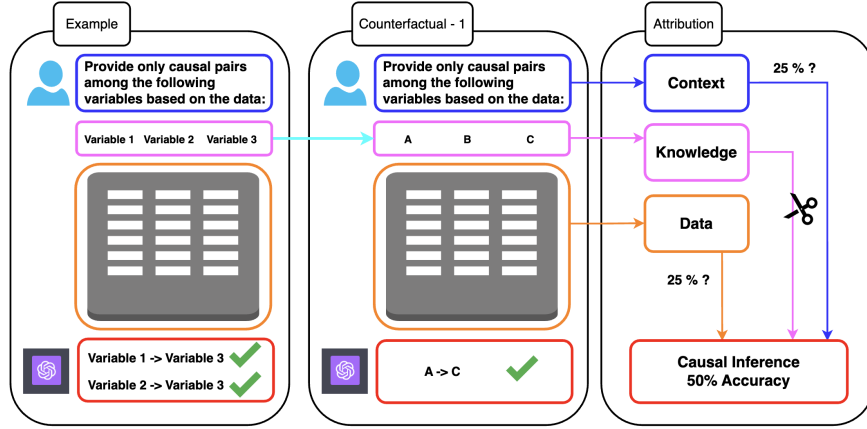 Example
Counterfactual - 1
Attribution
Provide only causal pairs
among the following
variables based on the data:
Variable 1 Variable 2 Variable 3
Variable 1 -> Variable 3
Variable 2 -> Variable 3
Provide only causal pairs
among the following
variables based on the data:
A B C
A -> C
Context
25 % ?
Knowledge
Data
25 % ?
Causal Inference
50% Accuracy